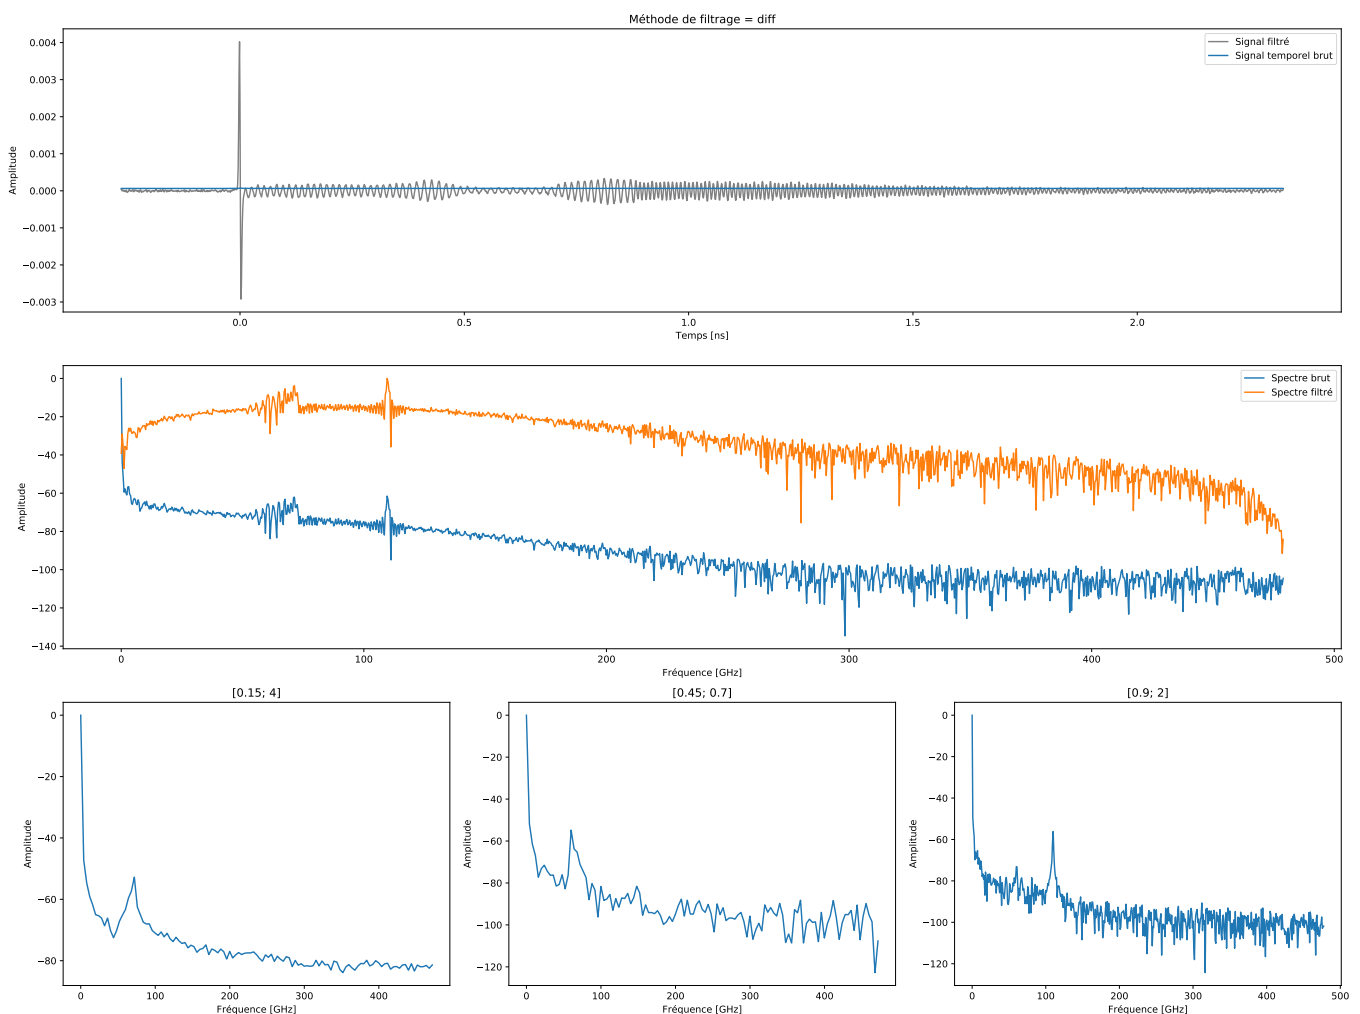 Méthode de filtrage = diff
Signal filtré
Signal temporel brut
Amplitude
0.004
0.003
0.002
0.001
0.000
−0.001
−0.002
−0.003
0.0 0.5 1.0 1.5 2.0
Temps [ns]
Spectre brut
Spectre filtré
Amplitude
0
−20
−40
−60
−80
−100
−120
−140
0 100 200 300 400 500
Fréquence [GHz]
[0.15; 4]
Amplitude
0
−20
−40
−60
−80
0 100 200 300 400
Fréquence [GHz]
[0.45; 0.7]
Amplitude
0
−20
−40
−60
−80
−100
−120
0 100 200 300 400
Fréquence [GHz]
[0.9; 2]
Amplitude
0
−20
−40
−60
−80
−100
−120
0 100 200 300 400 500
Fréquence [GHz]